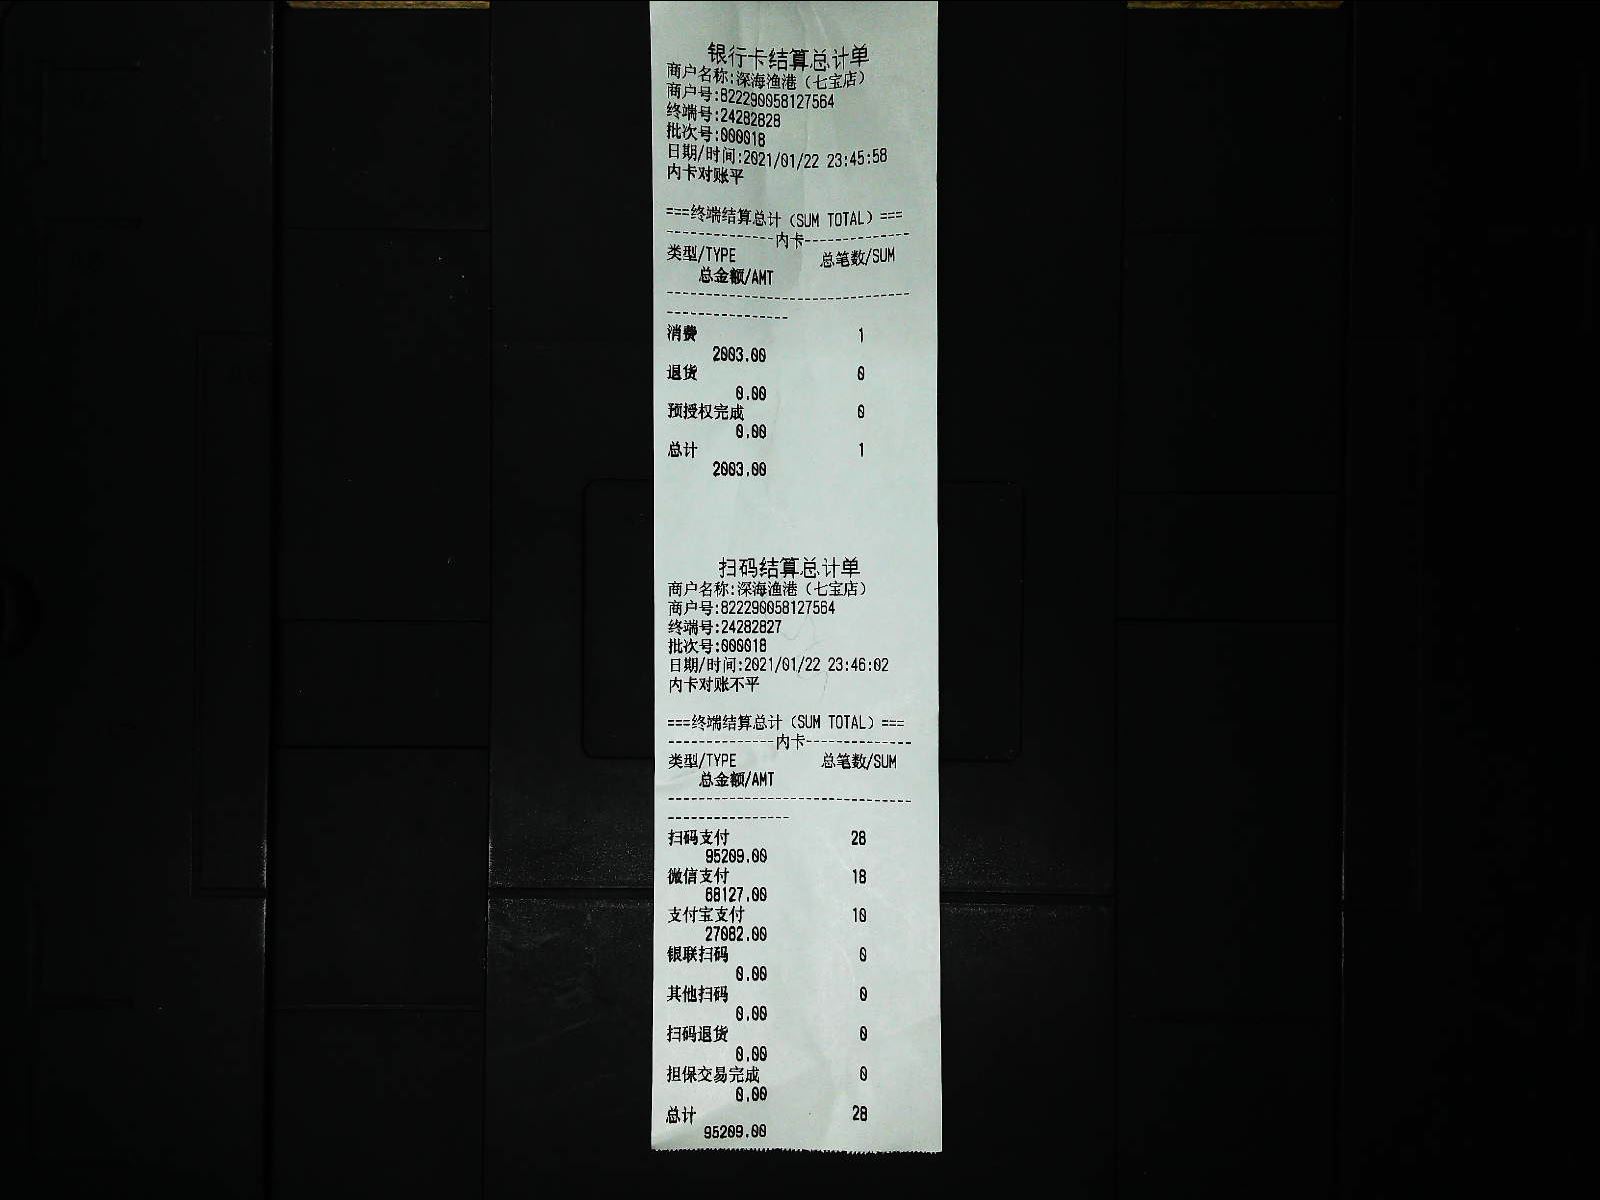 银行卡结算总计单
商户名称:深海渔港（七宝店）
商户号:822290058127564
终端号:24282828
批次号:000018
日期/时间:2021/01/22 23:45:58
内卡对账平
===终端结算总计（SUM TOTAL）===
---------------内卡---------------
类型/TYPE 总笔数/SUM
总金额/AMT
消费 1
2003.00
退货 0
0.00
预授权完成 0
0.00
总计 1
2003.00
扫码结算总计单
商户名称:深海渔港（七宝店）
商户号:822290058127564
终端号:24282827
批次号:000018
日期/时间:2021/01/22 23:46:02
内卡对账不平
===终端结算总计（SUM TOTAL）===
---------------内卡---------------
类型/TYPE 总笔数/SUM
总金额/AMT
扫码支付 28
95209.00
微信支付 18
68127.00
支付宝支付 10
27082.00
银联扫码 0
0.00
其他扫码 0
0.00
扫码退货 0
0.00
担保交易完成 0
0.00
总计 28
95209.00